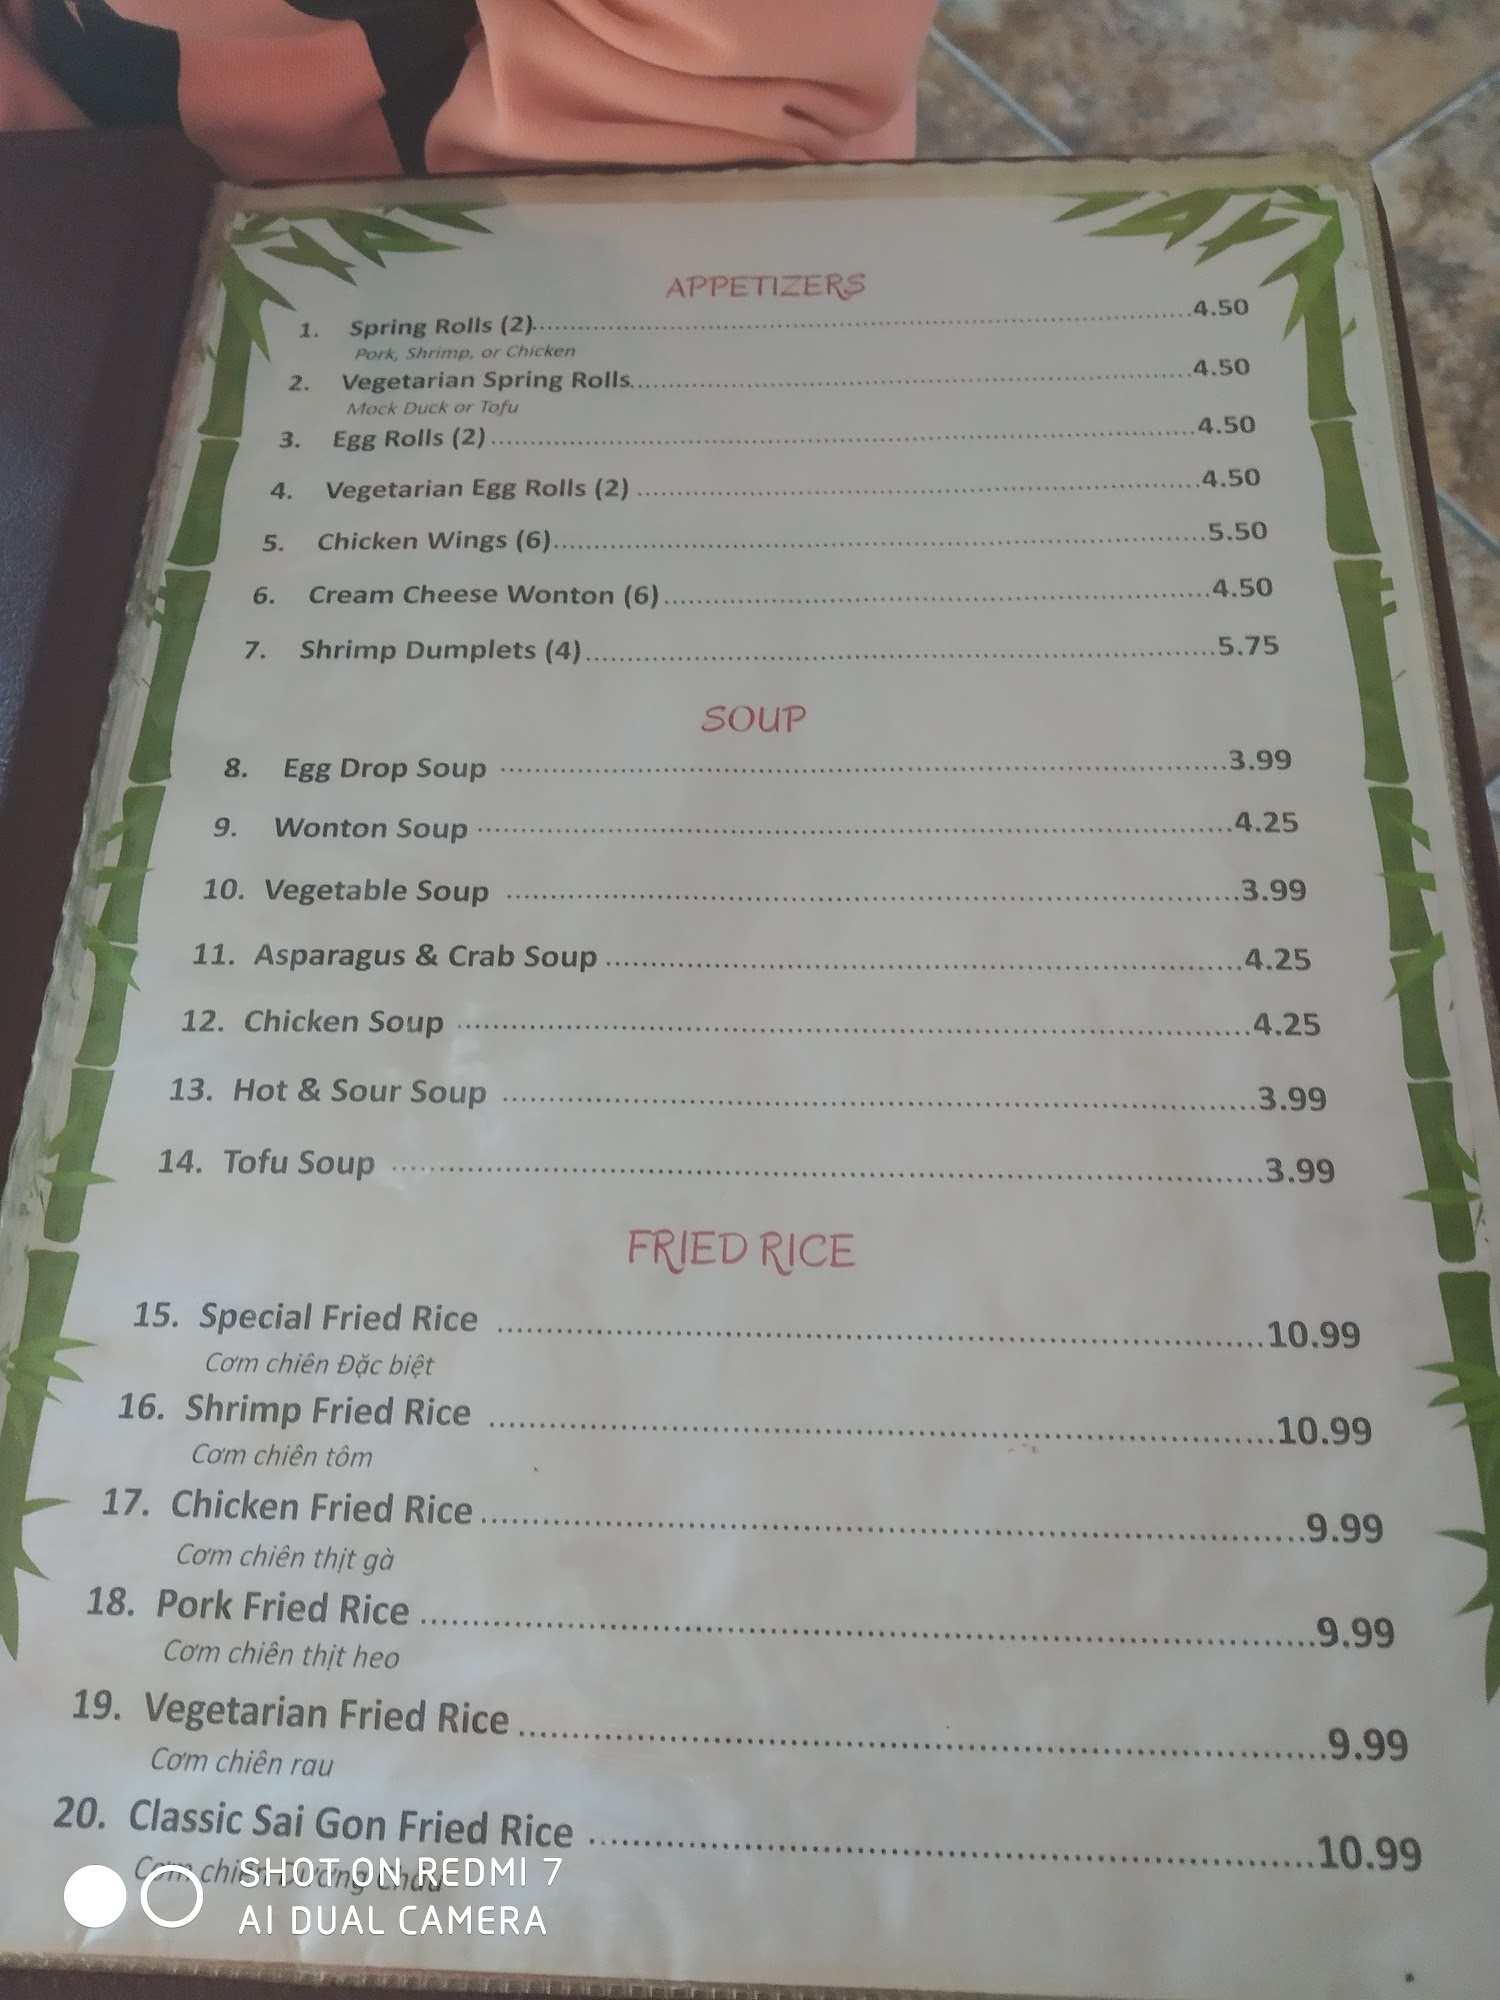 APPETIZERS
1. Spring Rolls (2)..........4.50
Pork, Shrimp, or Chicken
2. Vegetarian Spring Rolls..........4.50
Mock Duck or Tofu
3. Egg Rolls (2)..........4.50
4. Vegetarian Egg Rolls (2)..........4.50
5. Chicken Wings (6)..........5.50
6. Cream Cheese Wonton (6)..........4.50
7. Shrimp Dumplets (4)..........5.75
SOUP
8. Egg Drop Soup..........3.99
9. Wonton Soup..........4.25
10. Vegetable Soup..........3.99
11. Asparagus & Crab Soup..........4.25
12. Chicken Soup..........4.25
13. Hot & Sour Soup..........3.99
14. Tofu Soup..........3.99
FRIED RICE
15. Special Fried Rice..........10.99
Cơm chiên Đặc biệt
16. Shrimp Fried Rice..........10.99
Cơm chiên tôm
17. Chicken Fried Rice..........9.99
Cơm chiên thịt gà
18. Pork Fried Rice..........9.99
Cơm chiên thịt heo
19. Vegetarian Fried Rice..........9.99
Cơm chiên rau
20. Classic Sai Gon Fried Rice..........10.99
Cơm chiên Dương Châu
SHOT ON REDMI 7
AI DUAL CAMERA